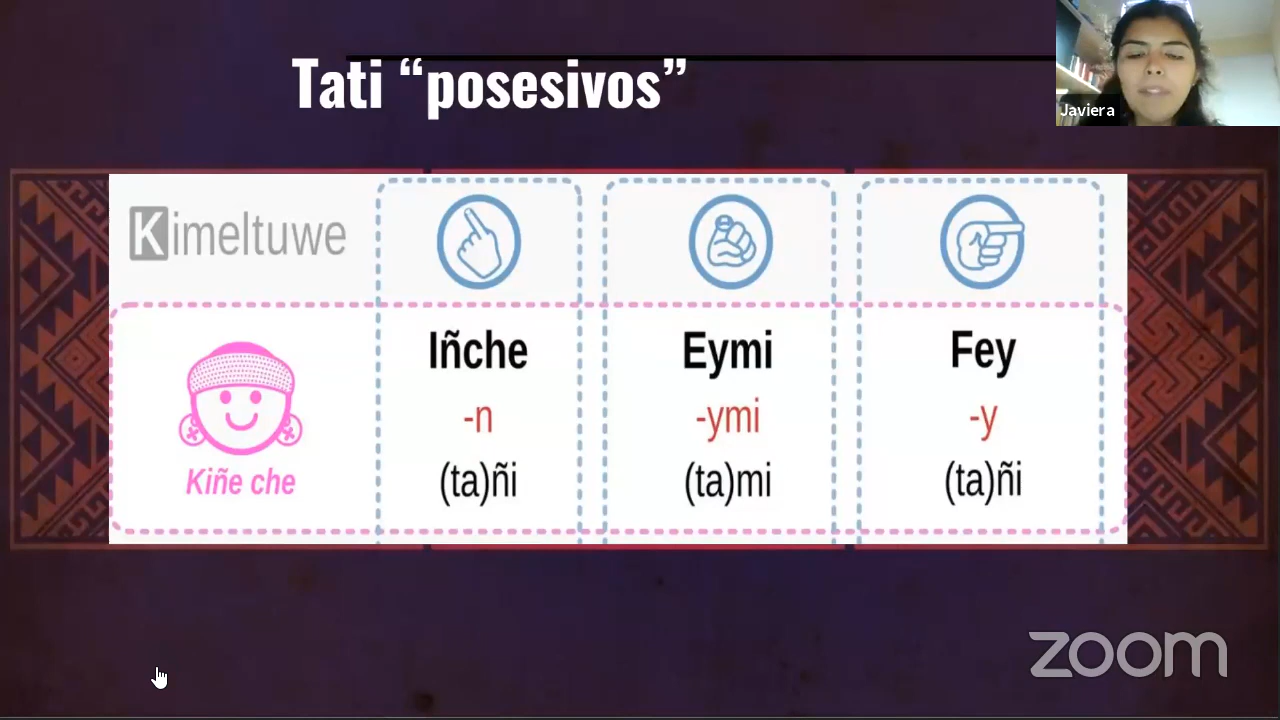 Tati “posesivos”
Javiera
Kimeltuwe
Iñche Eymi Fey
-n -ymi -y
(ta)ñi (ta)mi (ta)ñi
Kiñe che
zoom